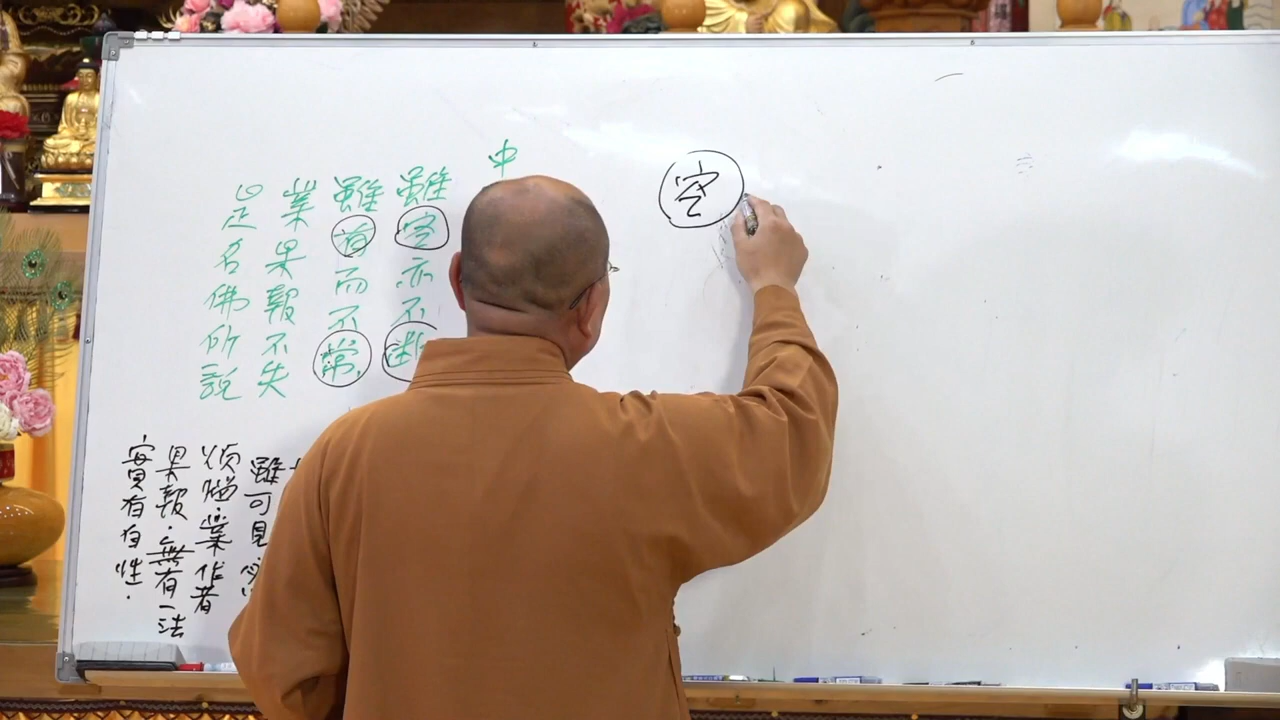 中
雖空亦不斷
雖有而不常
業果報不失
是名佛所說
空
雖可見
煩惱業作者
果報.無有一法
實有自性.